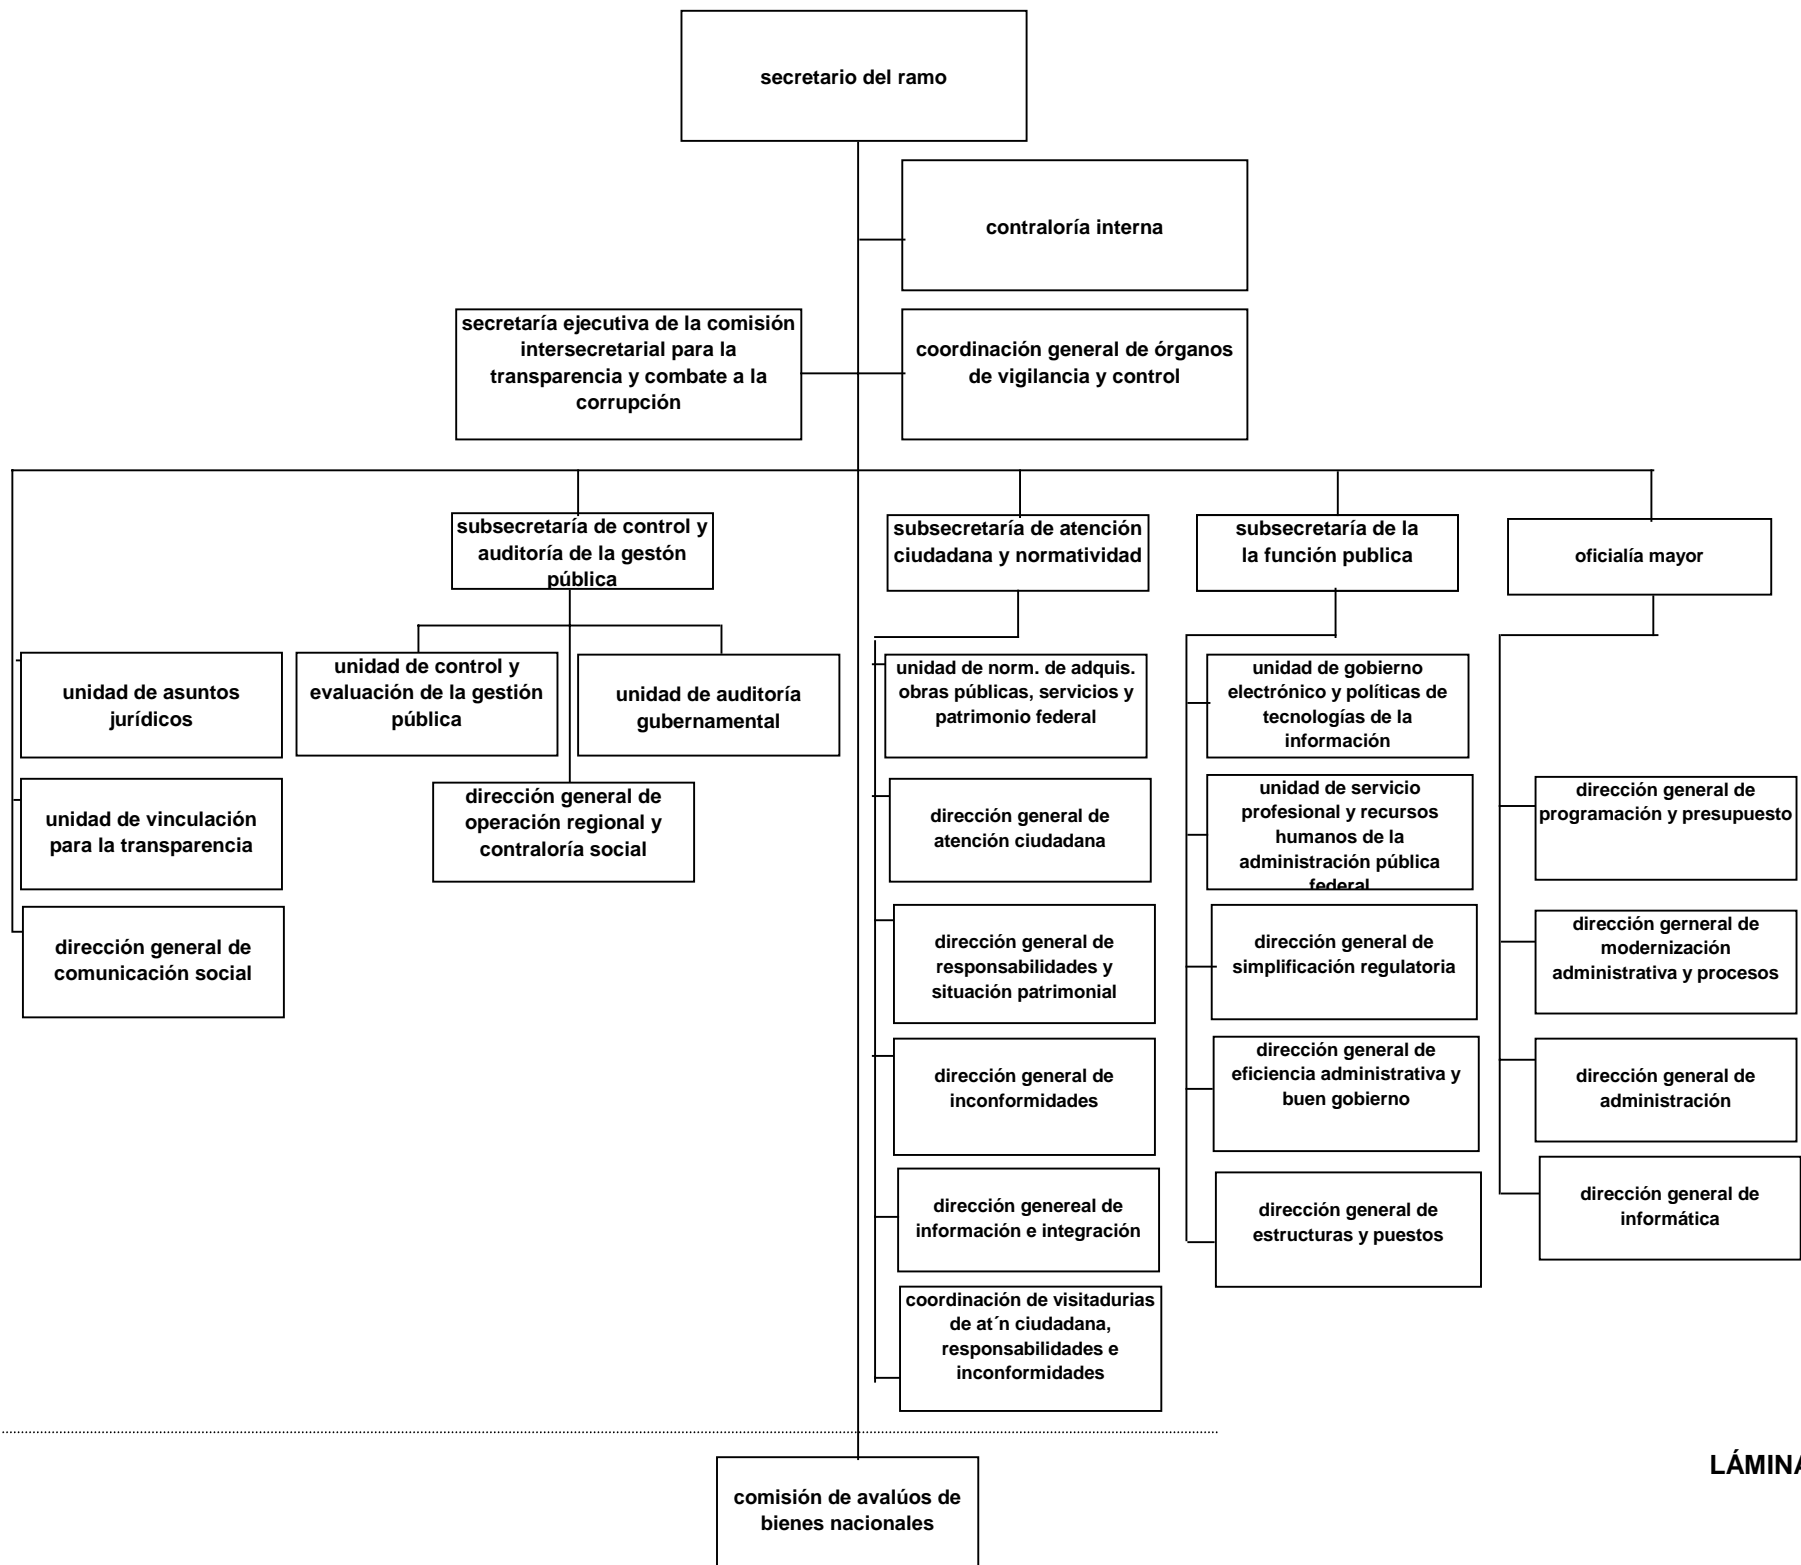 secretario del ramo
contraloría interna
secretaría ejecutiva de la comisión
intersecretarial para la
transparencia y combate a la
corrupción
coordinación general de órganos
de vigilancia y control
subsecretaría de control y
auditoría de la gestón
pública
subsecretaría de atención
ciudadana y normatividad
subsecretaría de la
la función publica
oficialía mayor
unidad de asuntos
jurídicos
unidad de control y
evaluación de la gestión
pública
unidad de auditoría
gubernamental
unidad de norm. de adquis.
obras públicas, servicios y
patrimonio federal
unidad de gobierno
electrónico y políticas de
tecnologías de la
información
unidad de vinculación
para la transparencia
dirección general de
operación regional y
contraloría social
dirección general de
atención ciudadana
unidad de servicio
profesional y recursos
humanos de la
administración pública
federal
dirección general de
programación y presupuesto
dirección general de
comunicación social
dirección general de
responsabilidades y
situación patrimonial
dirección general de
simplificación regulatoria
dirección gerneral de
modernización
administrativa y procesos
dirección general de
inconformidades
dirección general de
eficiencia administrativa y
buen gobierno
dirección general de
administración
dirección genereal de
información e integración
dirección general de
estructuras y puestos
dirección general de
informática
coordinación de visitadurias
de at´n ciudadana,
responsabilidades e
inconformidades
LÁMINA
comisión de avalúos de
bienes nacionales